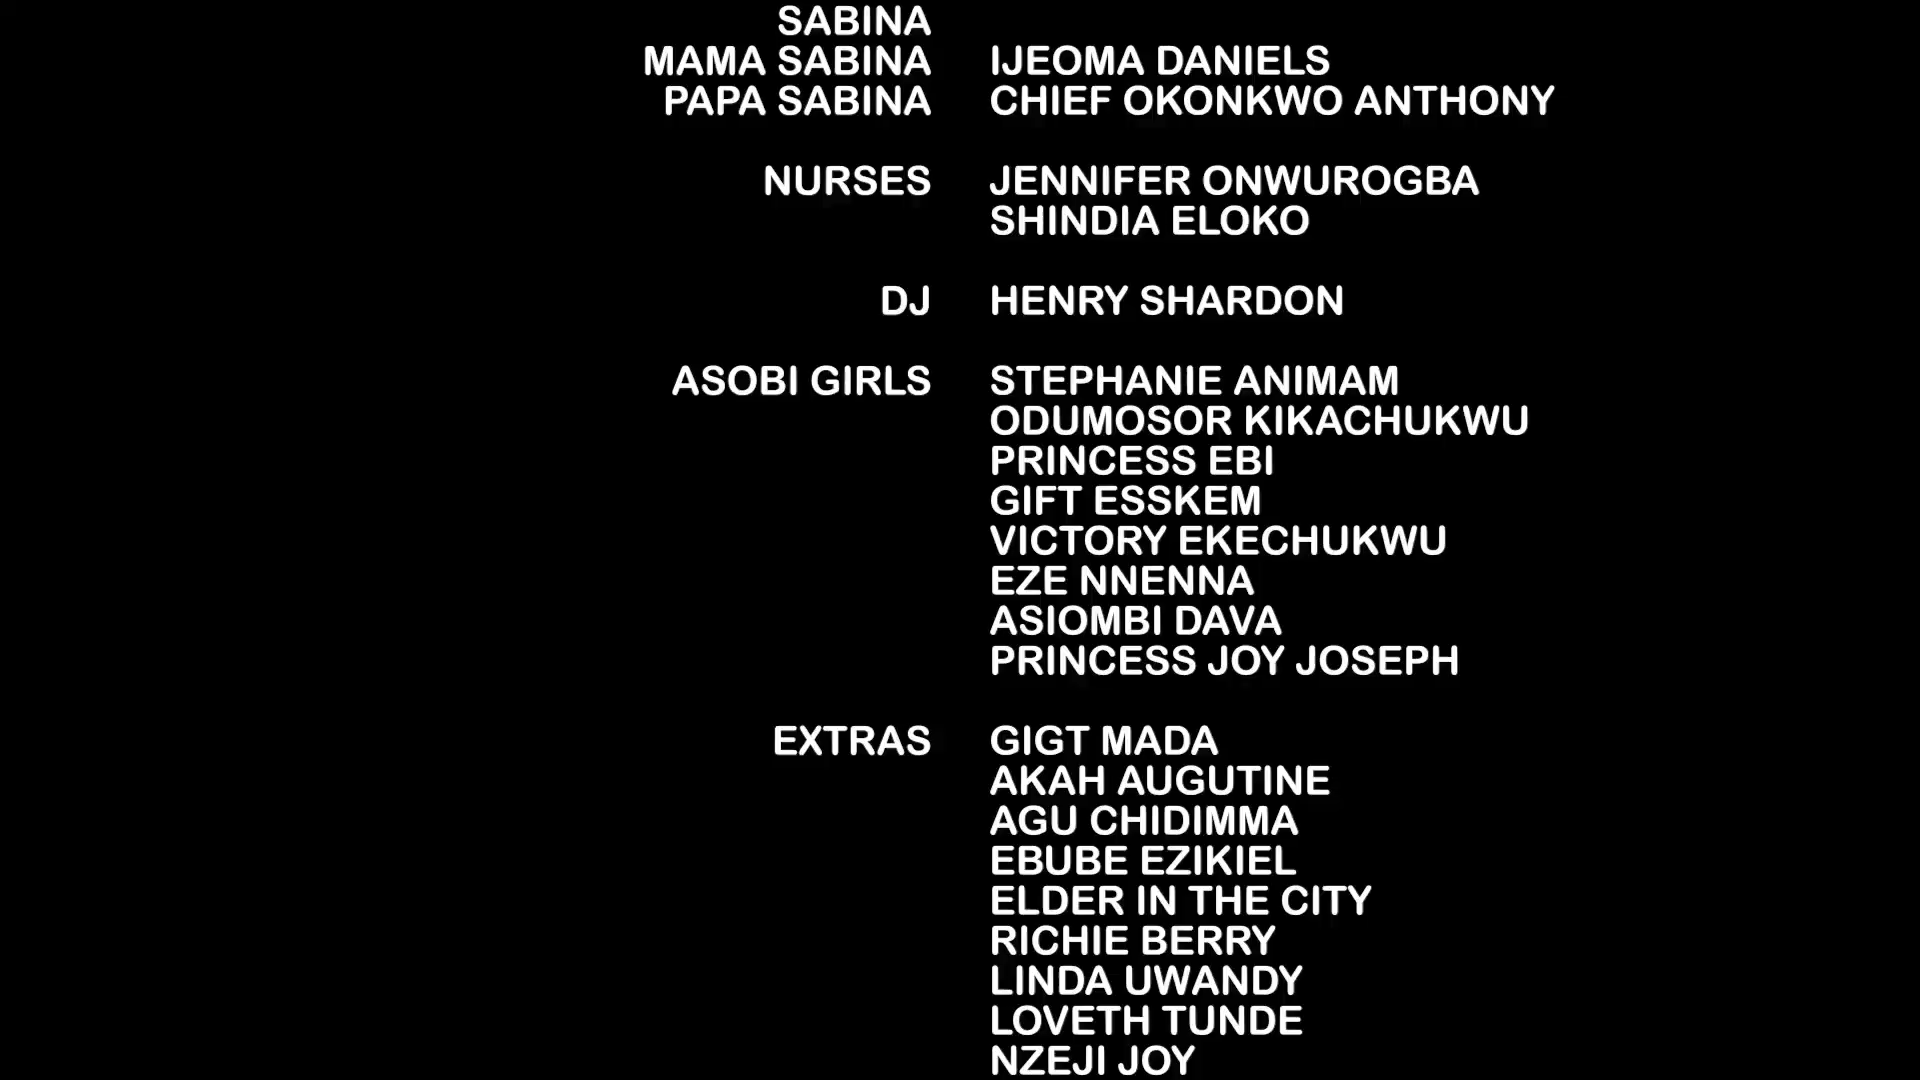 SABINA
MAMA SABINA IJEOMA DANIELS
PAPA SABINA CHIEF OKONKWO ANTHONY
NURSES JENNIFER ONWUROGBA
SHINDIA ELOKO
DJ HENRY SHARDON
ASOBI GIRLS STEPHANIE ANIMAM
ODUMOSOR KIKACHUKWU
PRINCESS EBI
GIFT ESSKEM
VICTORY EKECHUKWU
EZE NNENNA
ASIOMBI DAVA
PRINCESS JOY JOSEPH
EXTRAS GIGT MADA
AKAH AUGUTINE
AGU CHIDIMMA
EBUBE EZIKIEL
ELDER IN THE CITY
RICHIE BERRY
LINDA UWANDY
LOVETH TUNDE
NZEJI JOY